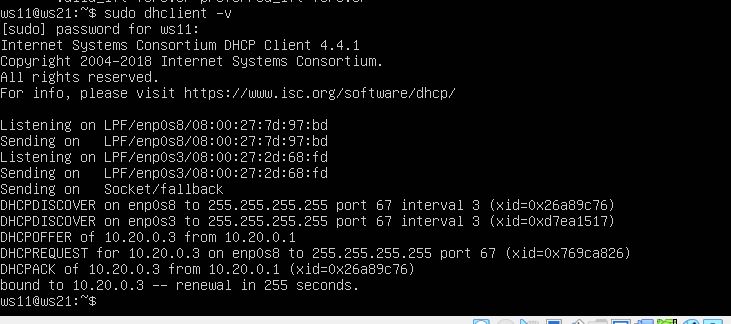 ws11@ws21:~$ sudo dhclient -v
[sudo] password for ws11:
Internet Systems Consortium DHCP Client 4.4.1
Copyright 2004-2018 Internet Systems Consortium.
All rights reserved.
For info, please visit https://www.isc.org/software/dhcp/
Listening on LPF/enp0s8/08:00:27:7d:97:bd
Sending on   LPF/enp0s8/08:00:27:7d:97:bd
Listening on LPF/enp0s3/08:00:27:2d:68:fd
Sending on   LPF/enp0s3/08:00:27:2d:68:fd
Sending on   Socket/fallback
DHCPDISCOVER on enp0s8 to 255.255.255.255 port 67 interval 3 (xid=0x26a89c76)
DHCPDISCOVER on enp0s3 to 255.255.255.255 port 67 interval 3 (xid=0xd7ea1517)
DHCPOFFER of 10.20.0.3 from 10.20.0.1
DHCPREQUEST for 10.20.0.3 on enp0s8 to 255.255.255.255 port 67 (xid=0x769ca826)
DHCPACK of 10.20.0.3 from 10.20.0.1 (xid=0x26a89c76)
bound to 10.20.0.3 -- renewal in 255 seconds.
ws11@ws21:~$